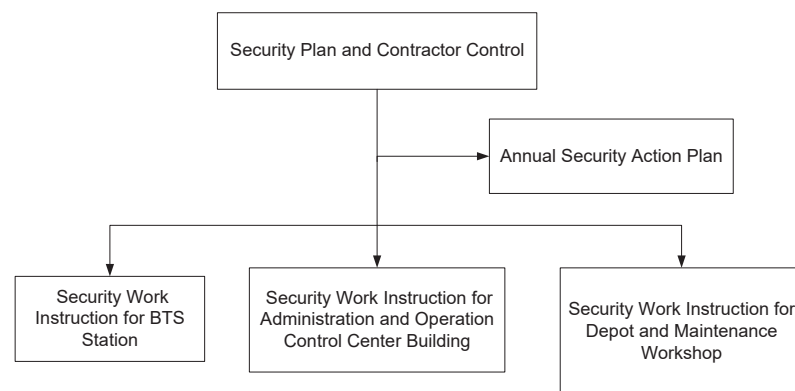 Security Plan and Contractor Control
Annual Security Action Plan
Security Work
Instruction for BTS
Station
Security Work Instruction for
Administration and Operation
Control Center Building
Security Work Instruction for
Depot and Maintenance
Workshop